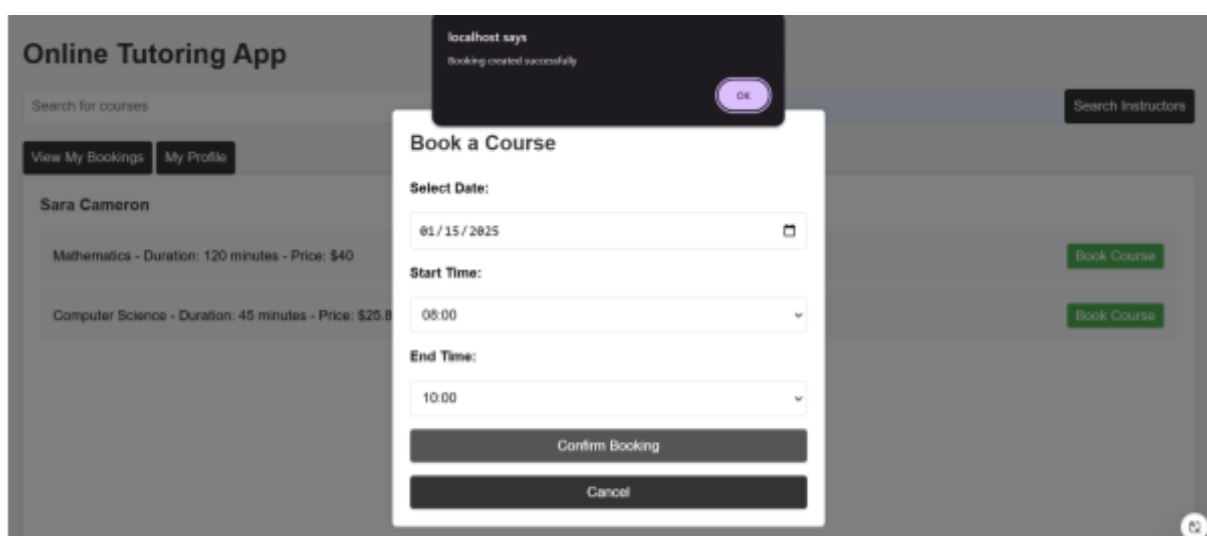 localhost says
Booking created successfully
OK
Online Tutoring App
Search for courses
Search Instructors
View My Bookings
My Profile
Book a Course
Select Date:
01/15/2025
Start Time:
08:00
End Time:
10:00
Confirm Booking
Cancel
Sara Cameron
Mathematics - Duration: 120 minutes - Price: $40
Book Course
Computer Science - Duration: 45 minutes - Price: $25.8
Book Course